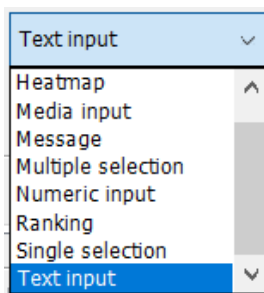 Text input
Heatmap
Media input
Message
Multiple selection
Numeric input
Ranking
Single selection
Text input